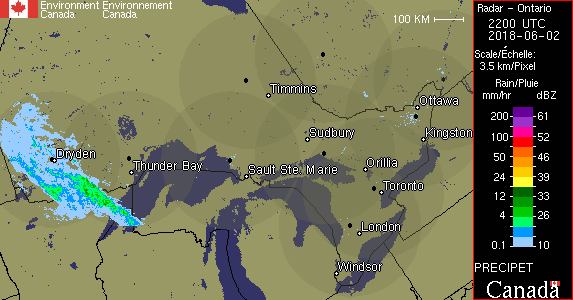 Environment Environnement
Canada Canada
100 KM
Timmins
Ottawa
Sudbury
Kingston
Dryden
Thunder Bay
Sault Ste. Marie
Orillia
Toronto
London
Windsor
Radar - Ontario
2200 UTC
2018-06-02
Scale/Échelle:
3.5 km/Pixel
Rain/Pluie
mm/hr dBZ
200 61
100 52
50 46
24 39
12 33
4 26
0.1 10
PRECIPET
Canada